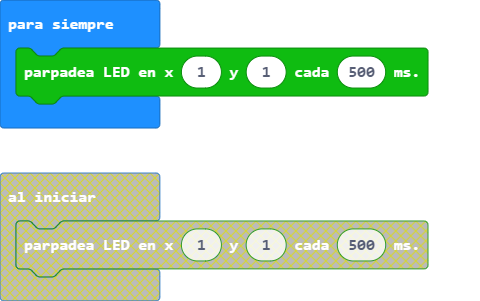 para siempre
parpadea LED en x 1 y 1 cada 500 ms.
al iniciar
parpadea LED en x 1 y 1 cada 500 ms.